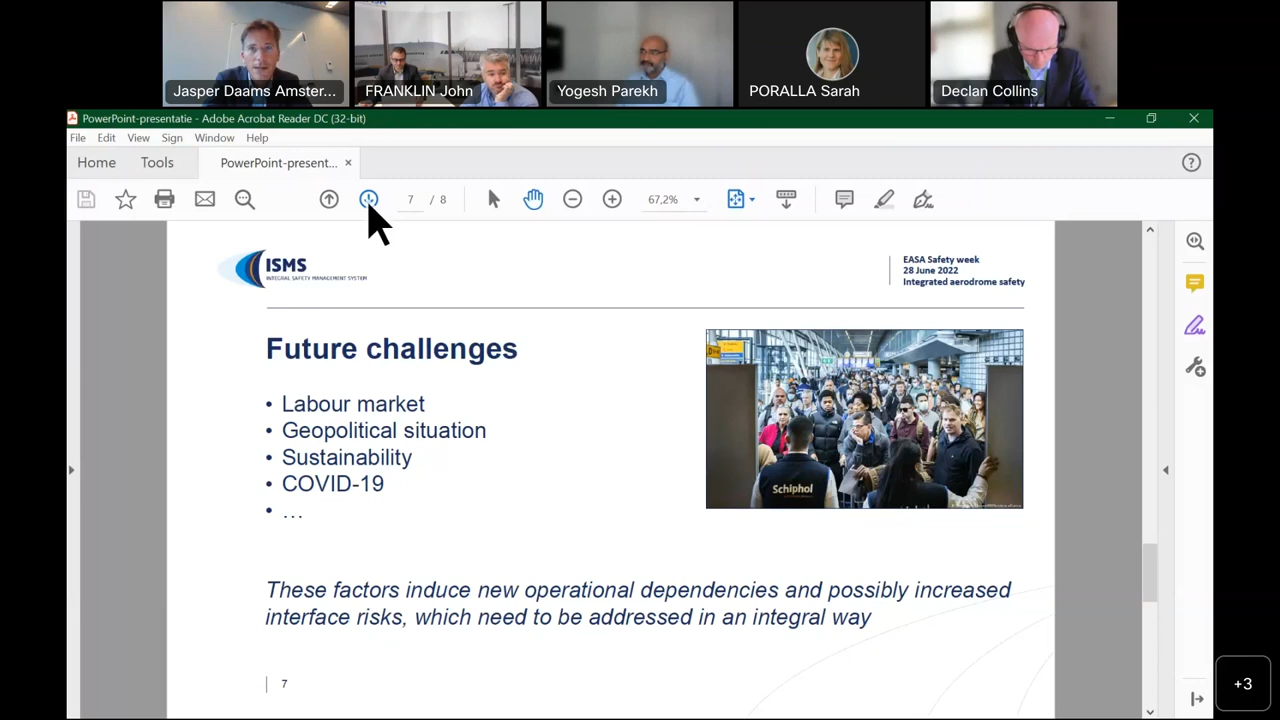 Jasper Daams Amster...
FRANKLIN John
Yogesh Parekh
PORALLA Sarah
Declan Collins
PowerPoint-presentatie - Adobe Acrobat Reader DC (32-bit)
File Edit View Sign Window Help
Home Tools PowerPoint-present... ×
7 / 8 67,2%
ISMS
INTEGRAL SAFETY MANAGEMENT SYSTEM
EASA Safety week
28 June 2022
Integrated aerodrome safety
Future challenges
• Labour market
• Geopolitical situation
• Sustainability
• COVID-19
• ...
Schiphol
These factors induce new operational dependencies and possibly increased
interface risks, which need to be addressed in an integral way
7
+3